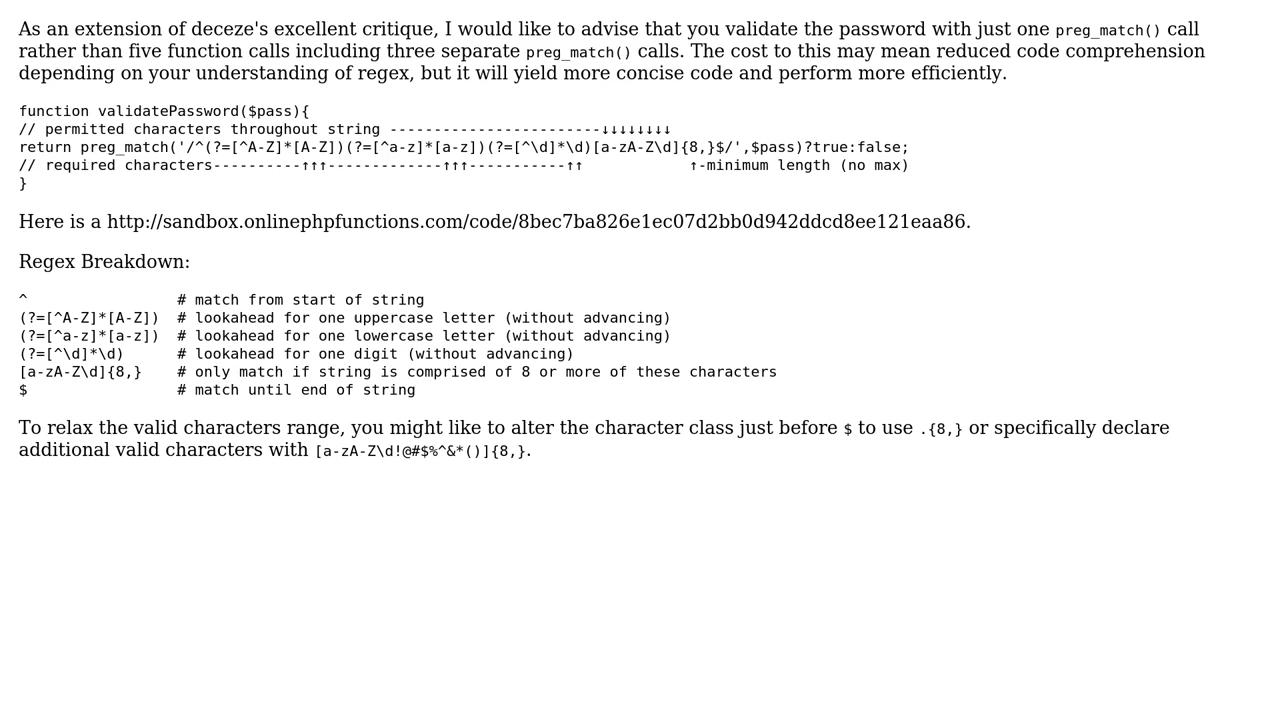 As an extension of deceze's excellent critique, I would like to advise that you validate the password with just one preg_match() call
rather than five function calls including three separate preg_match() calls. The cost to this may mean reduced code comprehension
depending on your understanding of regex, but it will yield more concise code and perform more efficiently.
function validatePassword($pass){
// permitted characters throughout string ------------------------↓↓↓↓↓↓↓↓
return preg_match('/^(?=[^A-Z]*[A-Z])(?=[^a-z]*[a-z])(?=[^\d]*\d)[a-zA-Z\d]{8,}$/',$pass)?true:false;
// required characters----------↑↑↑-------------↑↑↑-----------↑↑            ↑-minimum length (no max)
}
Here is a http://sandbox.onlinephpfunctions.com/code/8bec7ba826e1ec07d2bb0d942ddcd8ee121eaa86.
Regex Breakdown:
^                 # match from start of string
(?=[^A-Z]*[A-Z])  # lookahead for one uppercase letter (without advancing)
(?=[^a-z]*[a-z])  # lookahead for one lowercase letter (without advancing)
(?=[^\d]*\d)      # lookahead for one digit (without advancing)
[a-zA-Z\d]{8,}    # only match if string is comprised of 8 or more of these characters
$                 # match until end of string
To relax the valid characters range, you might like to alter the character class just before $ to use .{8,} or specifically declare
additional valid characters with [a-zA-Z\d!@#$%^&*()]{8,}.